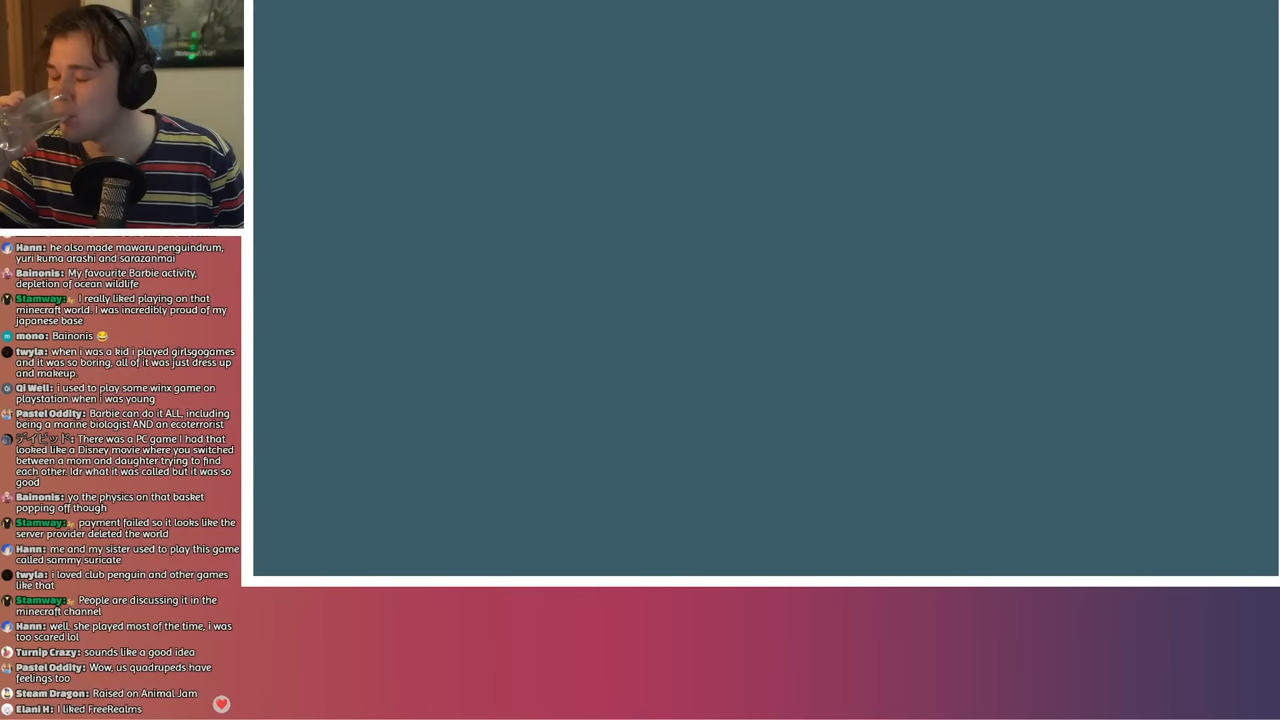 Hann: he also made mawaru penguindrum,
yuri kuma arashi and sarazanmai
Bainonis: My favourite Barbie activity,
depletion of ocean wildlife
Stamway: I really liked playing on that
minecraft world. I was incredibly proud of my
japanese base
mono: Bainonis 😂
twyla: when i was a kid i played girlsgogames
and it was so boring, all of it was just dress up
and makeup.
Qi Well: i used to play some winx game on
playstation when i was young
Pastel Oddity: Barbie can do it ALL, including
being a marine biologist AND an ecoterrorist
デイビッド: There was a PC game I had that
looked like a Disney movie where you switched
between a mom and daughter trying to find
each other. Idr what it was called but it was so
good
Bainonis: yo the physics on that basket
popping off though
Stamway: payment failed so it looks like the
server provider deleted the world
Hann: me and my sister used to play this game
called sammy suricate
twyla: i loved club penguin and other games
like that
Stamway: People are discussing it in the
minecraft channel
Hann: well. she played most of the time, i was
too scared lol
Turnip Crazy: sounds like a good idea
Pastel Oddity: Wow, us quadrupeds have
feelings too
Steam Dragon: Raised on Animal Jam
Elani H: I liked FreeRealms